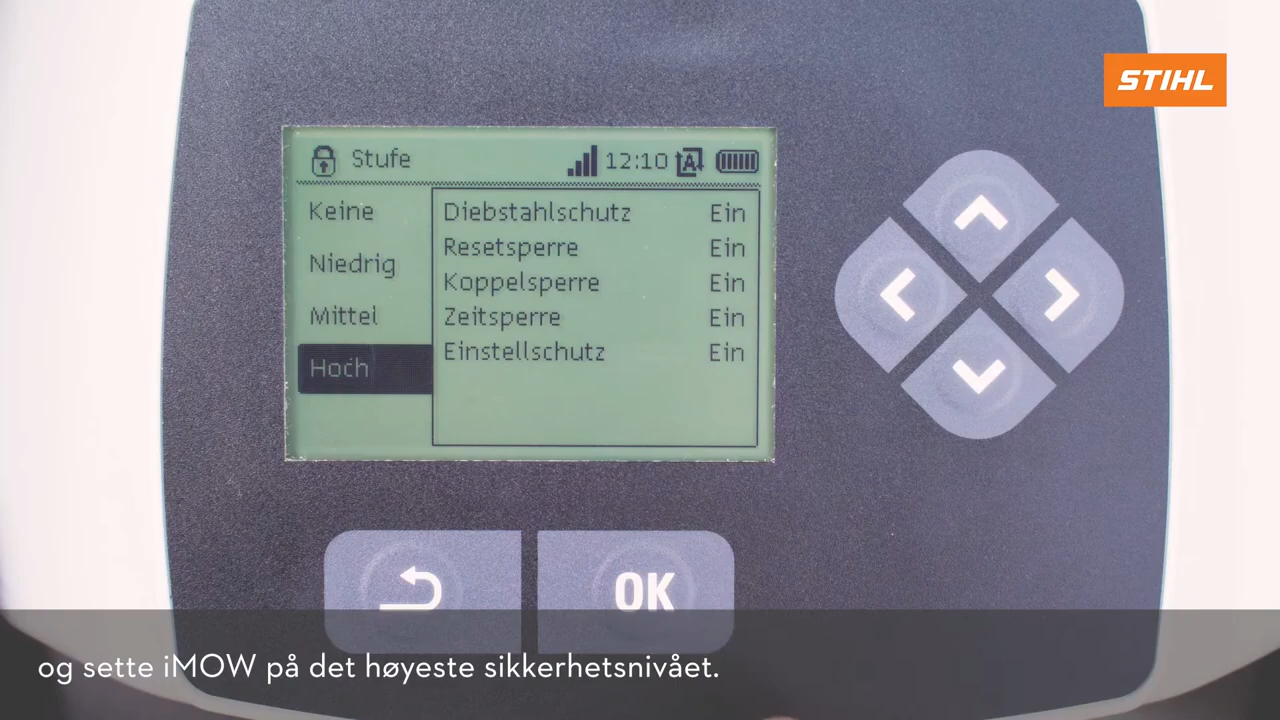 STIHL
Stufe 12:10 A
Keine
Niedrig
Mittel
Hoch
Diebstahlschutz Ein
Resetsperre Ein
Koppelsperre Ein
Zeitsperre Ein
Einstellschutz Ein
OK
og sette iMOW på det høyeste sikkerhetsnivået.